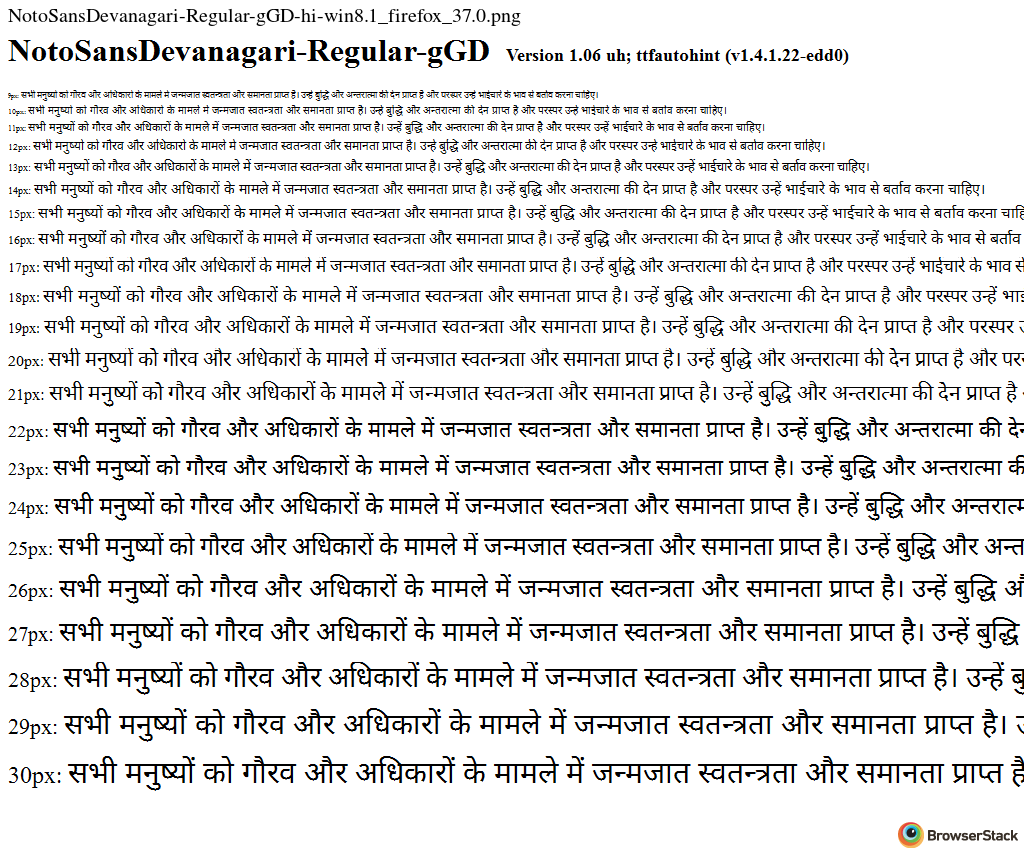 NotoSansDevanagari-Regular-gGD-hi-win8.1_firefox_37.0.png
NotoSansDevanagari-Regular-gGD Version 1.06 uh; ttfautohint (v1.4.1.22-edd0)
9px: सभी मनुष्यों को गौरव और अधिकारों के मामले में जन्मजात स्वतन्त्रता और समानता प्राप्त है। उन्हें बुद्धि और अन्तरात्मा की देन प्राप्त है और परस्पर उन्हें भाईचारे के भाव से बर्ताव करना चाहिए।
10px: सभी मनुष्यों को गौरव और अधिकारों के मामले में जन्मजात स्वतन्त्रता और समानता प्राप्त है। उन्हें बुद्धि और अन्तरात्मा की देन प्राप्त है और परस्पर उन्हें भाईचारे के भाव से बर्ताव करना चाहिए।
11px: सभी मनुष्यों को गौरव और अधिकारों के मामले में जन्मजात स्वतन्त्रता और समानता प्राप्त है। उन्हें बुद्धि और अन्तरात्मा की देन प्राप्त है और परस्पर उन्हें भाईचारे के भाव से बर्ताव करना चाहिए।
12px: सभी मनुष्यों को गौरव और अधिकारों के मामले में जन्मजात स्वतन्त्रता और समानता प्राप्त है। उन्हें बुद्धि और अन्तरात्मा की देन प्राप्त है और परस्पर उन्हें भाईचारे के भाव से बर्ताव करना चाहिए।
13px: सभी मनुष्यों को गौरव और अधिकारों के मामले में जन्मजात स्वतन्त्रता और समानता प्राप्त है। उन्हें बुद्धि और अन्तरात्मा की देन प्राप्त है और परस्पर उन्हें भाईचारे के भाव से बर्ताव करना चाहिए।
14px: सभी मनुष्यों को गौरव और अधिकारों के मामले में जन्मजात स्वतन्त्रता और समानता प्राप्त है। उन्हें बुद्धि और अन्तरात्मा की देन प्राप्त है और परस्पर उन्हें भाईचारे के भाव से बर्ताव करना चाहिए।
15px: सभी मनुष्यों को गौरव और अधिकारों के मामले में जन्मजात स्वतन्त्रता और समानता प्राप्त है। उन्हें बुद्धि और अन्तरात्मा की देन प्राप्त है और परस्पर उन्हें भाईचारे के भाव से बर्ताव करना
16px: सभी मनुष्यों को गौरव और अधिकारों के मामले में जन्मजात स्वतन्त्रता और समानता प्राप्त है। उन्हें बुद्धि और अन्तरात्मा की देन प्राप्त है और परस्पर उन्हें भाईचारे के भाव से बर्ताव
17px: सभी मनुष्यों को गौरव और अधिकारों के मामले में जन्मजात स्वतन्त्रता और समानता प्राप्त है। उन्हें बुद्धि और अन्तरात्मा की देन प्राप्त है और परस्पर उन्हें भाईचारे के भाव से
18px: सभी मनुष्यों को गौरव और अधिकारों के मामले में जन्मजात स्वतन्त्रता और समानता प्राप्त है। उन्हें बुद्धि और अन्तरात्मा की देन प्राप्त है और परस्पर उन्हें
19px: सभी मनुष्यों को गौरव और अधिकारों के मामले में जन्मजात स्वतन्त्रता और समानता प्राप्त है। उन्हें बुद्धि और अन्तरात्मा की देन प्राप्त है और परस्पर
20px: सभी मनुष्यों को गौरव और अधिकारों के मामले में जन्मजात स्वतन्त्रता और समानता प्राप्त है। उन्हें बुद्धि और अन्तरात्मा की देन प्राप्त है और
21px: सभी मनुष्यों को गौरव और अधिकारों के मामले में जन्मजात स्वतन्त्रता और समानता प्राप्त है। उन्हें बुद्धि और अन्तरात्मा की देन प्राप्त है
22px: सभी मनुष्यों को गौरव और अधिकारों के मामले में जन्मजात स्वतन्त्रता और समानता प्राप्त है। उन्हें बुद्धि और अन्तरात्मा की
23px: सभी मनुष्यों को गौरव और अधिकारों के मामले में जन्मजात स्वतन्त्रता और समानता प्राप्त है। उन्हें बुद्धि और अन्तरात्मा की
24px: सभी मनुष्यों को गौरव और अधिकारों के मामले में जन्मजात स्वतन्त्रता और समानता प्राप्त है। उन्हें बुद्धि और
25px: सभी मनुष्यों को गौरव और अधिकारों के मामले में जन्मजात स्वतन्त्रता और समानता प्राप्त है। उन्हें बुद्धि और
26px: सभी मनुष्यों को गौरव और अधिकारों के मामले में जन्मजात स्वतन्त्रता और समानता प्राप्त है। उन्हें बुद्धि
27px: सभी मनुष्यों को गौरव और अधिकारों के मामले में जन्मजात स्वतन्त्रता और समानता प्राप्त है। उन्हें बुद्धि
28px: सभी मनुष्यों को गौरव और अधिकारों के मामले में जन्मजात स्वतन्त्रता और समानता प्राप्त है। उन्हें
29px: सभी मनुष्यों को गौरव और अधिकारों के मामले में जन्मजात स्वतन्त्रता और समानता प्राप्त है।
30px: सभी मनुष्यों को गौरव और अधिकारों के मामले में जन्मजात स्वतन्त्रता और समानता प्राप्त है
BrowserStack